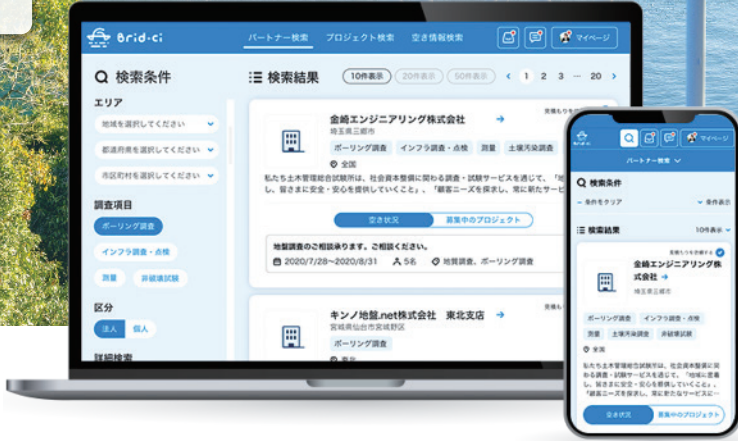 Brid·ci
パートナー検索
プロジェクト検索
空き情報検索
マイページ
検索条件
エリア
地域を選択してください
都道府県を選択してください
市区町村を選択してください
調査項目
ボーリング調査
インフラ調査・点検
測量
非破壊試験
区分
法人
個人
詳細検索
検索結果
10件表示
20件表示
50件表示
1 2 3 … 20
金崎エンジニアリング株式会社
埼玉県三郷市
ボーリング調査
インフラ調査・点検
測量
土壌汚染調査
全国
私たち土木管理総合試験所は、社会資本整備に関わる調査・試験サービスを通じて、「地
し、皆さまに安全・安心を提供していくこと」、「顧客ニーズを探求し、常に新たなサービ
空き状況
募集中のプロジェクト
地盤調査のご相談承ります。ご相談ください。
2020/7/28~2020/8/31
5名
地質調査、ボーリング調査
キンノ地盤.net株式会社 東北支店
宮城県仙台市宮城野区
ボーリング調査
東北
マイページ
パートナー検索
検索条件
− 条件をクリア
条件表示
検索結果
10件表示
見積もりを依頼する
金崎エンジニアリング株
式会社
埼玉県三郷市
ボーリング調査
インフラ調査・点検
測量
土壌汚染調査
非破壊試験
全国
私たち土木管理総合試験所は、社会資本整備に関
わる調査・試験サービスを通じて、「地域に密着
し、皆さまに安全・安心を提供していくこと」、
「顧客ニーズを探求し、常に新たなサービスに…
空き状況
募集中のプロジェクト